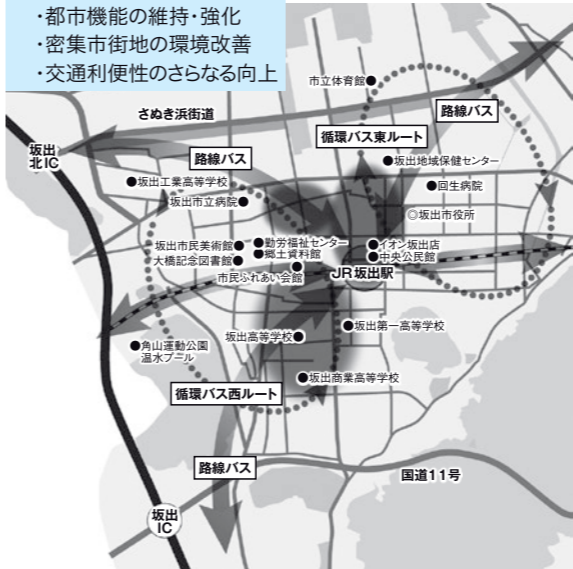 ・都市機能の維持・強化
・密集市街地の環境改善
・交通利便性のさらなる向上
市立体育館●
さぬき浜街道
路線バス
循環バス東ルート
坂出
北IC
路線バス
●坂出地域保健センター
●坂出工業高等学校
●回生病院
坂出市立病院●
◎坂出市役所
坂出市民美術館●
●勤労福祉センター
●イオン坂出店
大橋記念図書館●
●郷土資料館
●中央公民館
市民ふれあい会館
JR坂出駅
坂出高等学校●
●坂出第一高等学校
●角山運動公園
温水プール
●坂出商業高等学校
循環バス西ルート
路線バス
国道11号
坂出
IC